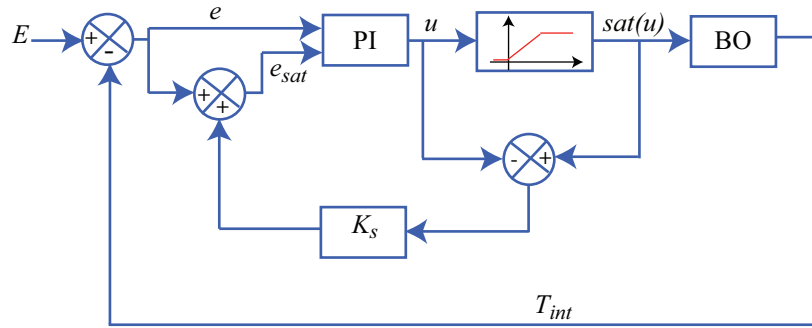 e
E
+
-
PI
u
sat(u)
BO
e_sat
+
+
-
+
K_s
T_int